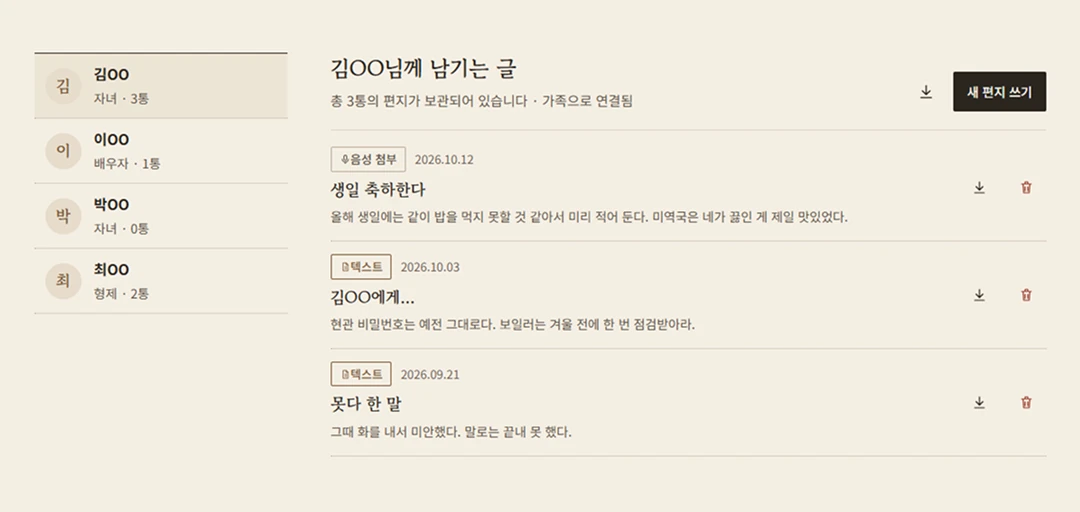 김
김OO
자녀 · 3통
이
이OO
배우자 · 1통
박
박OO
자녀 · 0통
최
최OO
형제 · 2통
김OO님께 남기는 글
총 3통의 편지가 보관되어 있습니다 · 가족으로 연결됨
새 편지 쓰기
음성 첨부 2026.10.12
생일 축하한다
올해 생일에는 같이 밥을 먹지 못할 것 같아서 미리 적어 둔다. 미역국은 네가 끓인 게 제일 맛있었다.
텍스트 2026.10.03
김OO에게...
현관 비밀번호는 예전 그대로다. 보일러는 겨울 전에 한 번 점검받아라.
텍스트 2026.09.21
못다 한 말
그때 화를 내서 미안했다. 말로는 끝내 못 했다.